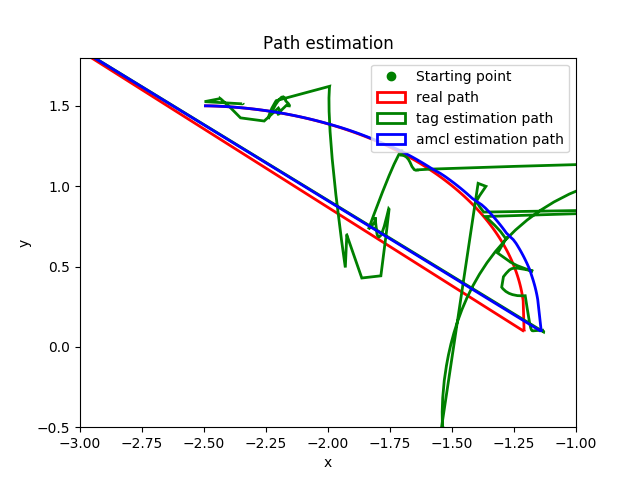 Path estimation
Starting point
real path
tag estimation path
amcl estimation path
y
1.5
1.0
0.5
0.0
−0.5
−3.00 −2.75 −2.50 −2.25 −2.00 −1.75 −1.50 −1.25 −1.00
x